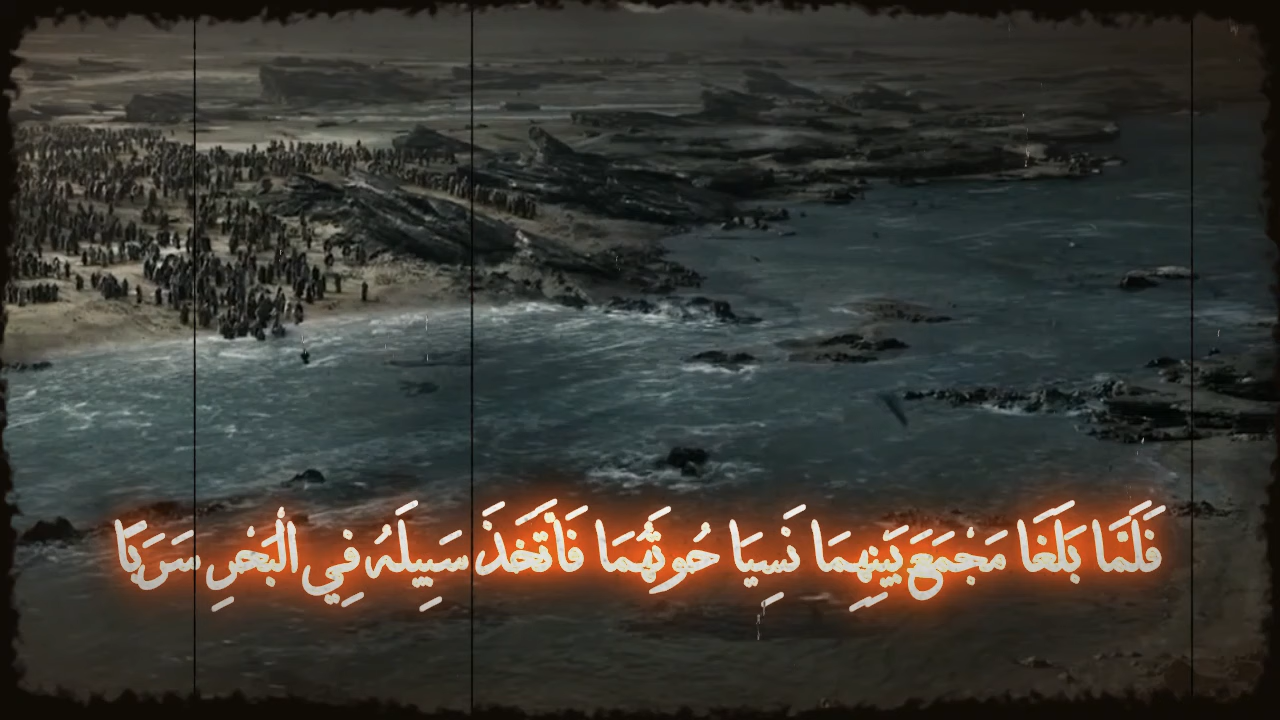 فَلَمَّا بَلَغَا مَجْمَعَ بَيْنِهِمَا نَسِيَا حُوتَهُمَا فَاتَّخَذَ سَبِيلَهُ فِي الْبَحْرِ سَرَبًا